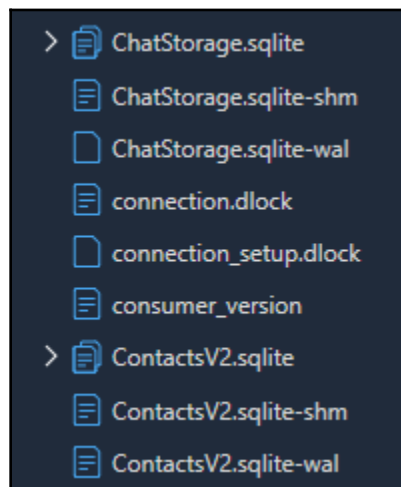 ChatStorage.sqlite
ChatStorage.sqlite-shm
ChatStorage.sqlite-wal
connection.dlock
connection_setup.dlock
consumer_version
ContactsV2.sqlite
ContactsV2.sqlite-shm
ContactsV2.sqlite-wal